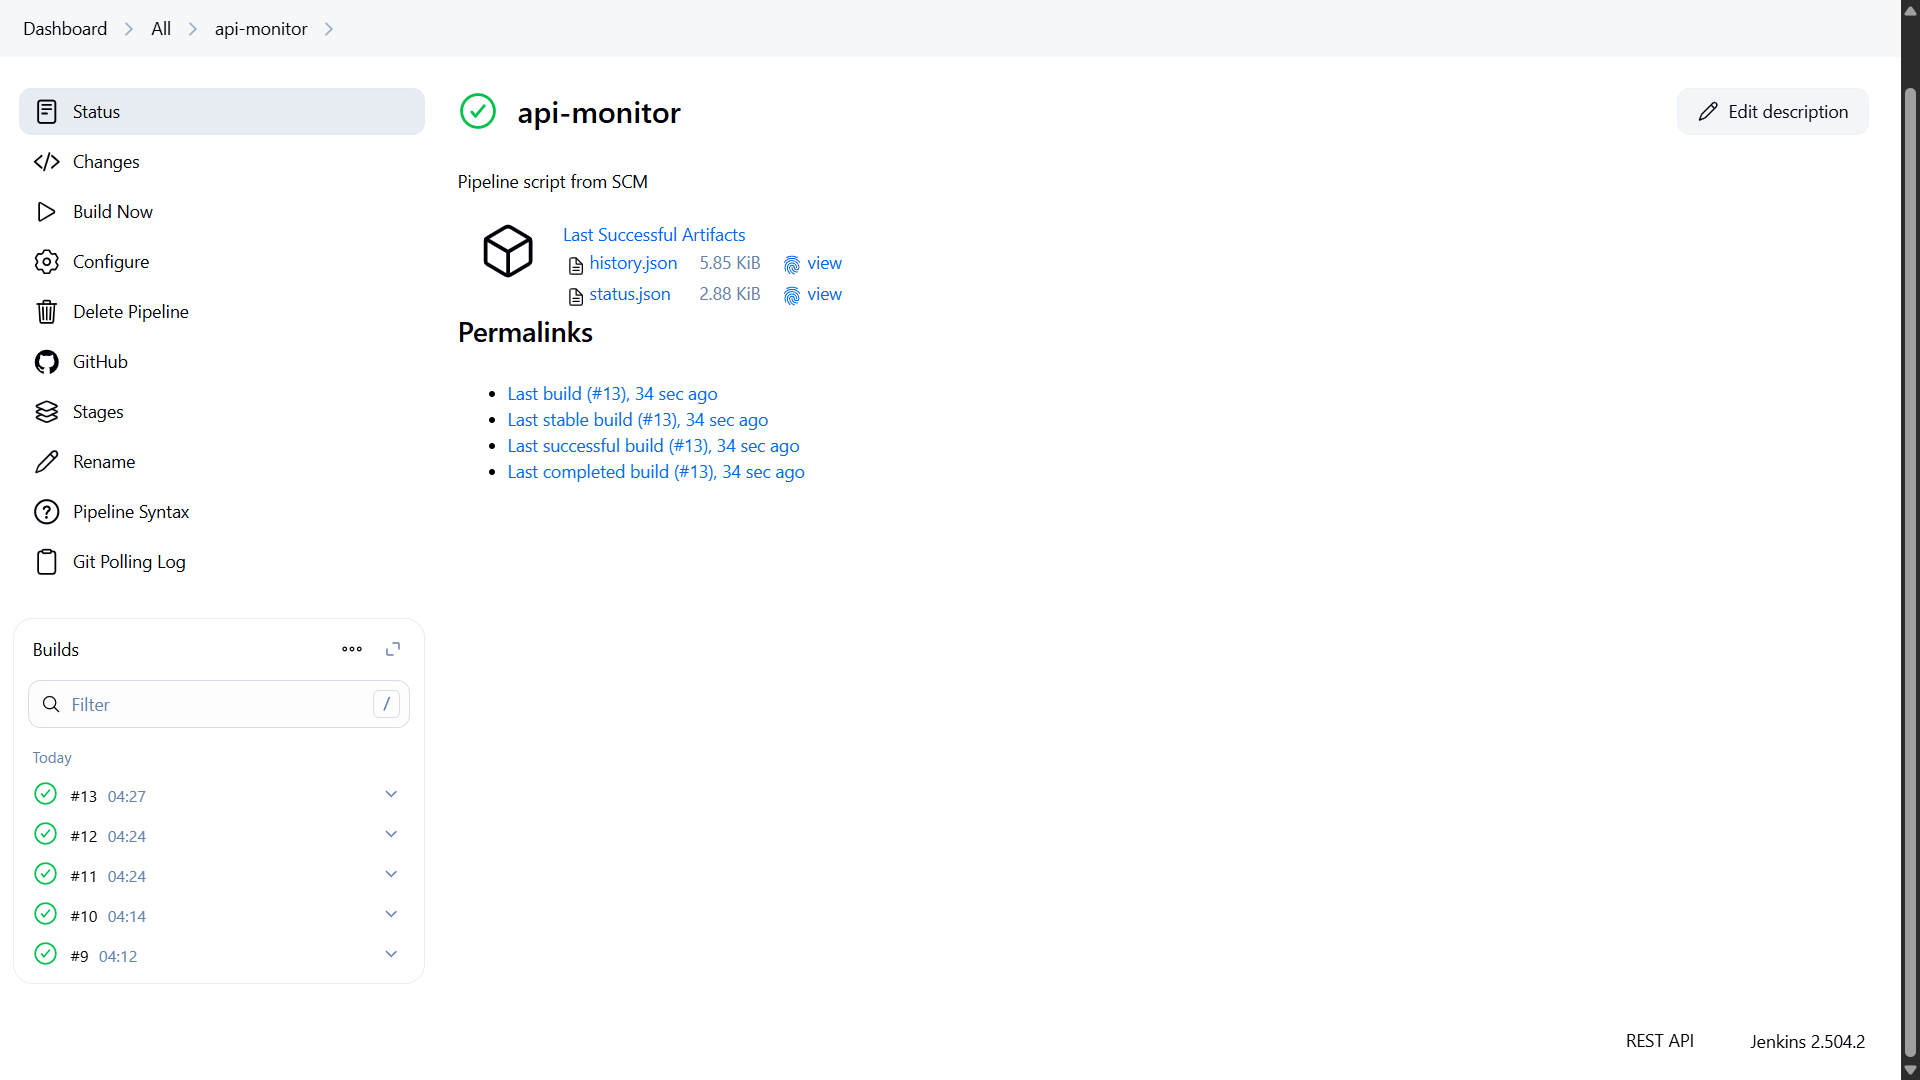 Dashboard All api-monitor
Status
Changes
Build Now
Configure
Delete Pipeline
GitHub
Stages
Rename
Pipeline Syntax
Git Polling Log
Builds
Filter /
Today
#13 04:27
#12 04:24
#11 04:24
#10 04:14
#9 04:12
api-monitor
Edit description
Pipeline script from SCM
Last Successful Artifacts
history.json 5.85 KiB view
status.json 2.88 KiB view
Permalinks
Last build (#13), 34 sec ago
Last stable build (#13), 34 sec ago
Last successful build (#13), 34 sec ago
Last completed build (#13), 34 sec ago
REST API Jenkins 2.504.2